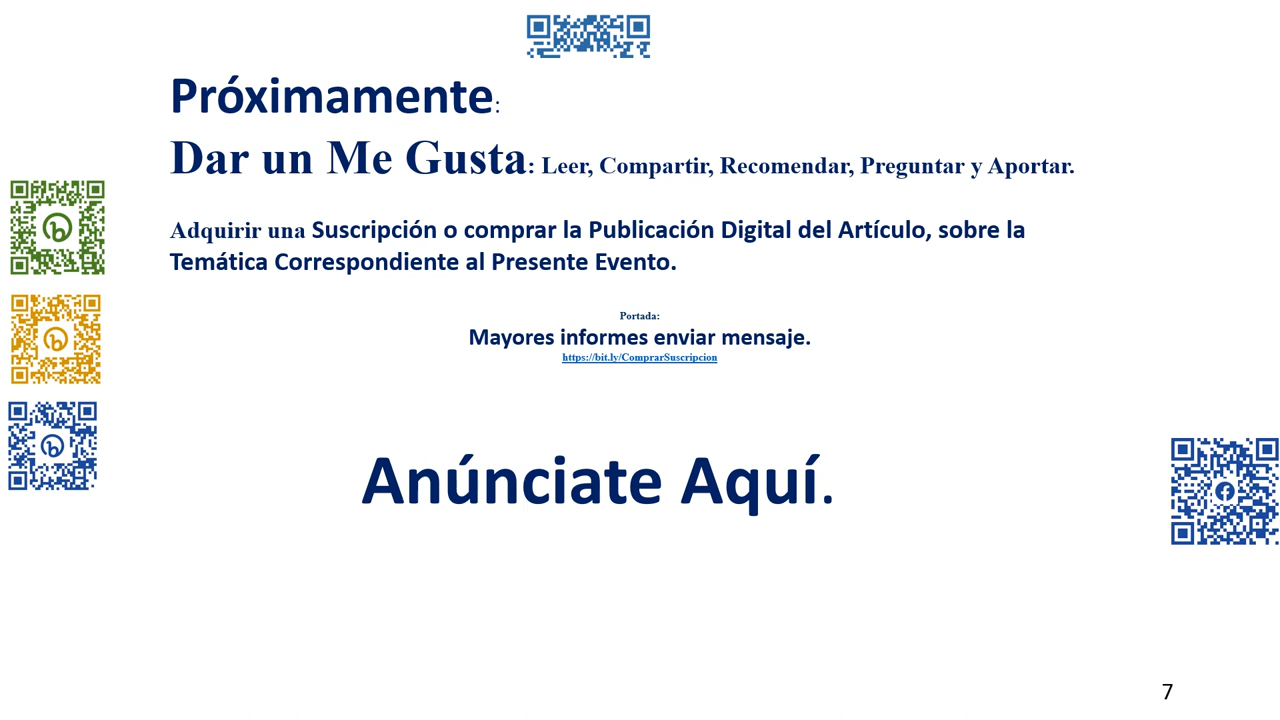 Próximamente:
Dar un Me Gusta: Leer, Compartir, Recomendar, Preguntar y Aportar.
Adquirir una Suscripción o comprar la Publicación Digital del Artículo, sobre la
Temática Correspondiente al Presente Evento.
Portada:
Mayores informes enviar mensaje.
https://bit.ly/ComprarSuscripcion
Anúnciate Aquí.
7